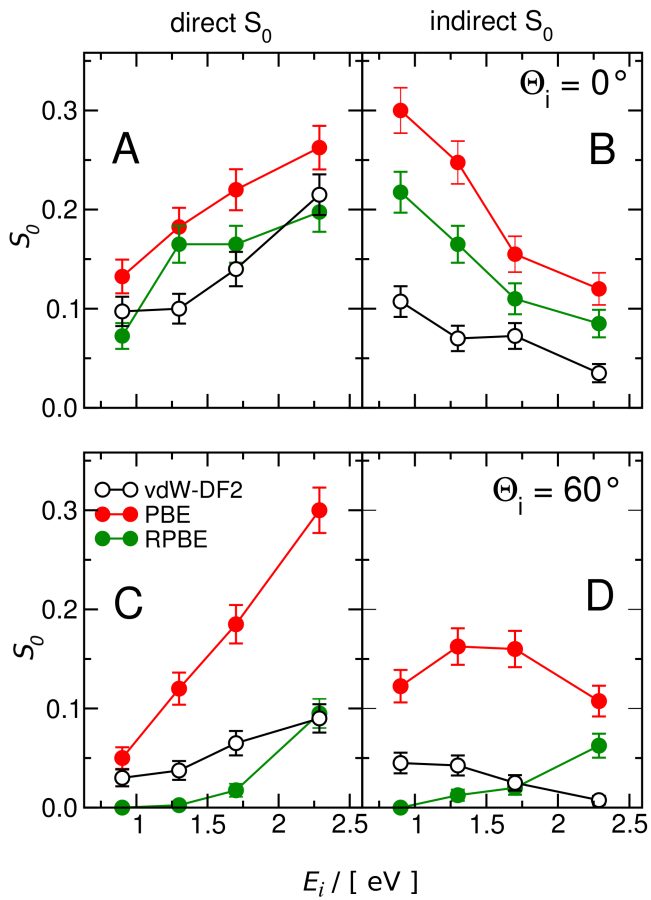 direct S0
indirect S0
Θi = 0°
A
B
0.3
0.2
0.1
0.0
S0
Θi = 60°
vdW-DF2
PBE
RPBE
C
D
0.3
0.2
0.1
0.0
S0
1 1.5 2 2.5 1 1.5 2 2.5
Ei / [ eV ]